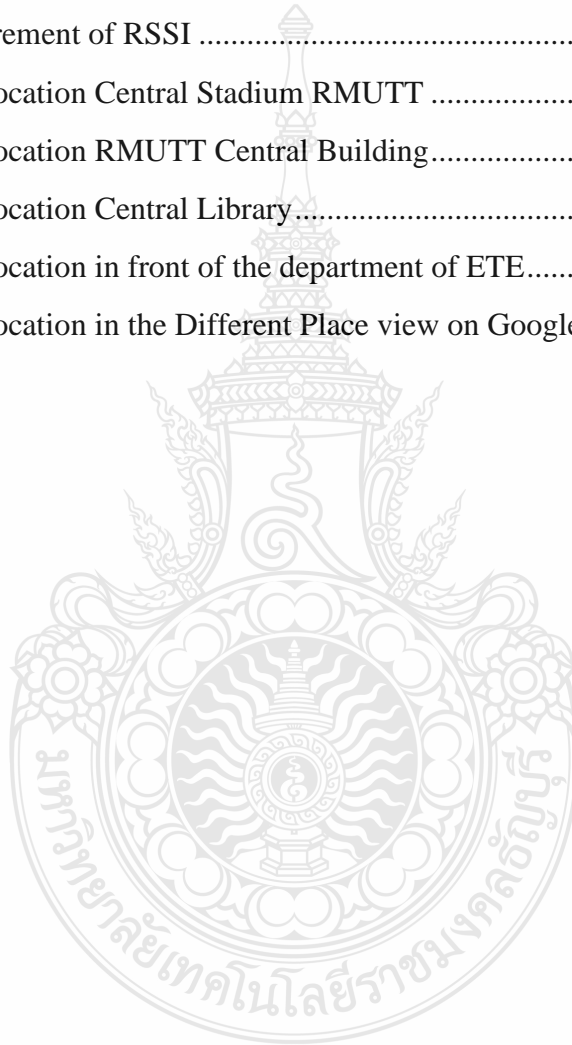 rement of RSSI ..........................................
ocation Central Stadium RMUTT ................
ocation RMUTT Central Building................
ocation Central Library................................
ocation in front of the department of ETE......
ocation in the Different Place view on Google
มหาวิทยาลัยเทคโนโลยีราชมงคลธัญบุรี